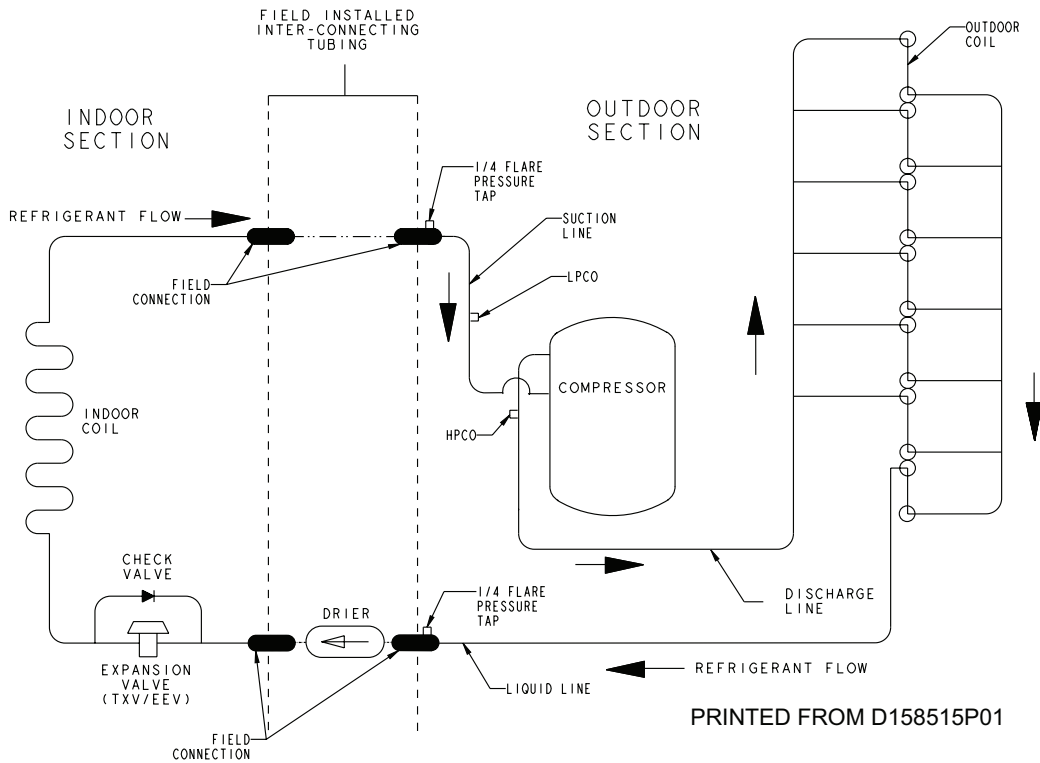 FIELD INSTALLED
INTER-CONNECTING
TUBING
OUTDOOR
COIL
INDOOR
SECTION
OUTDOOR
SECTION
1/4 FLARE
PRESSURE
TAP
REFRIGERANT FLOW
SUCTION
LINE
FIELD
CONNECTION
LPCO
COMPRESSOR
INDOOR
COIL
HPCO
CHECK
VALVE
DRIER
1/4 FLARE
PRESSURE
TAP
DISCHARGE
LINE
EXPANSION
VALVE
(TXV/EEV)
LIQUID LINE
REFRIGERANT FLOW
PRINTED FROM D158515P01
FIELD
CONNECTION